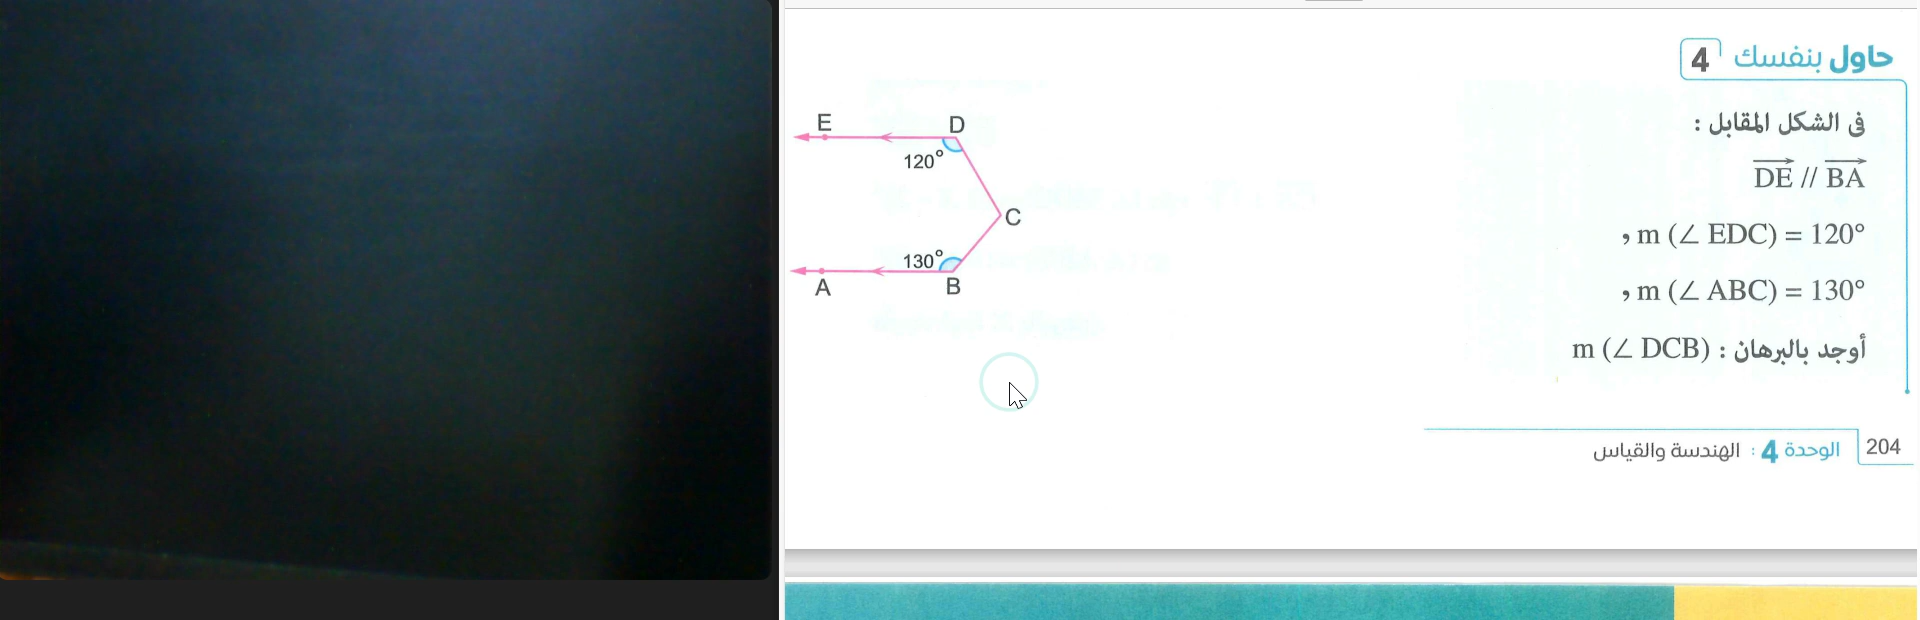 حاول بنفسك 4
فى الشكل المقابل :
DE // BA
, m (∠ EDC) = 120°
, m (∠ ABC) = 130°
أوجد بالبرهان : m (∠ DCB)
E
D
120°
C
130°
A
B
204
الوحدة 4 : الهندسة والقياس